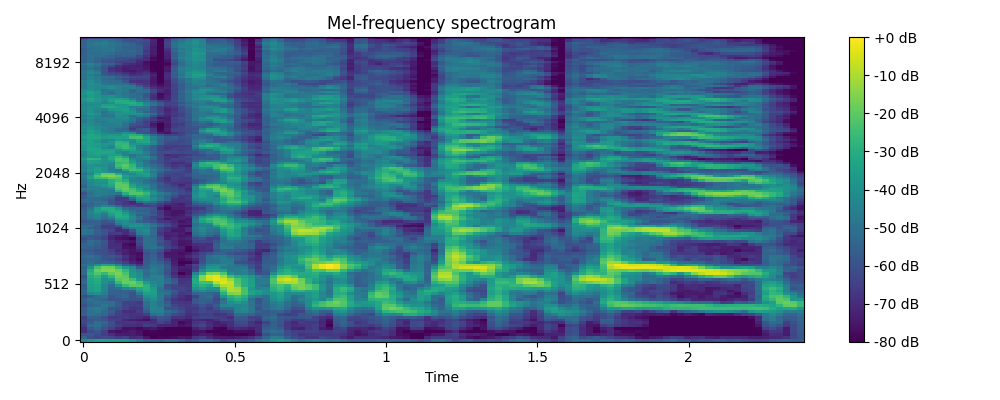 Mel-frequency spectrogram
8192
4096
2048
1024
512
0
Hz
0
0.5
1
1.5
2
Time
+0 dB
-10 dB
-20 dB
-30 dB
-40 dB
-50 dB
-60 dB
-70 dB
-80 dB